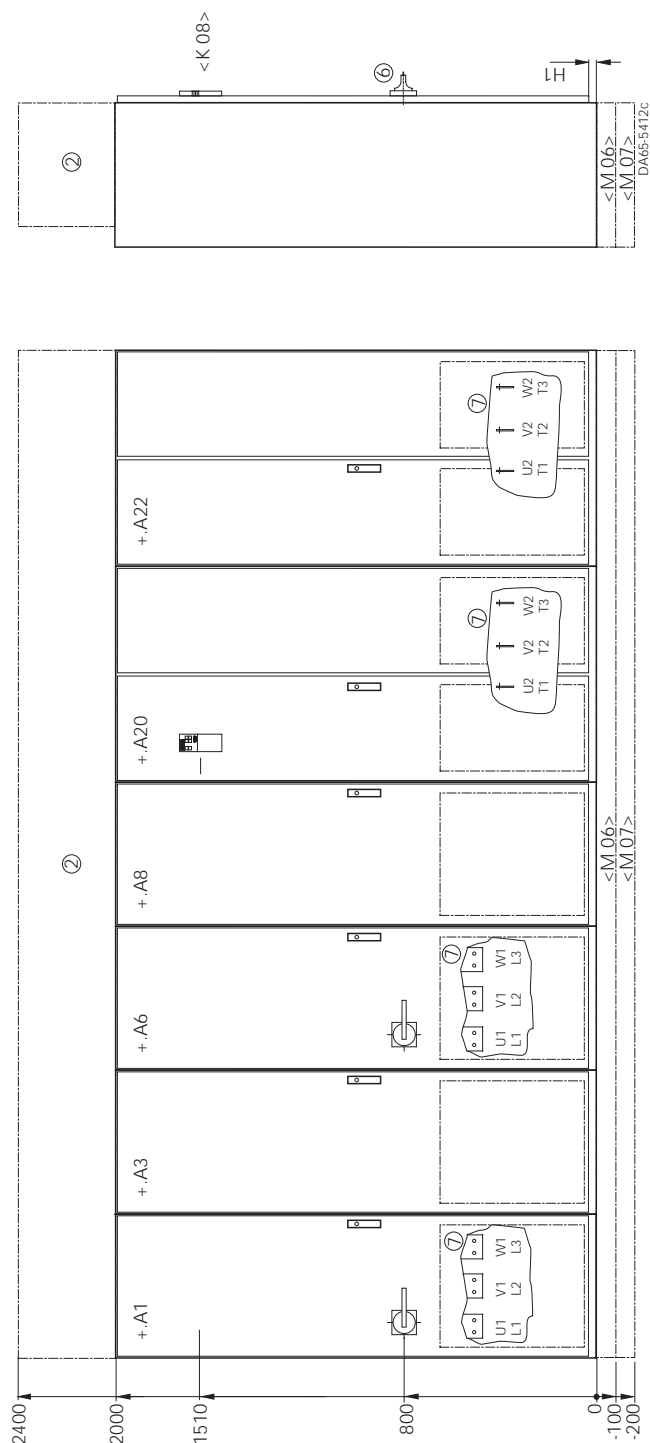 2400
2000
1510
800
0
-100
-200
②
+.A1
+.A3
+.A6
+.A8
+.A20
+.A22
⑦
U1 V1 W1
L1 L2 L3
⑦
U1 V1 W1
L1 L2 L3
⑦
U2 V2 W2
T1 T2 T3
⑦
U2 V2 W2
T1 T2 T3
<M 06>
<M 07>
②
<K 08>
⑥
H1
<M 06>
<M 07>
DA65-5412c